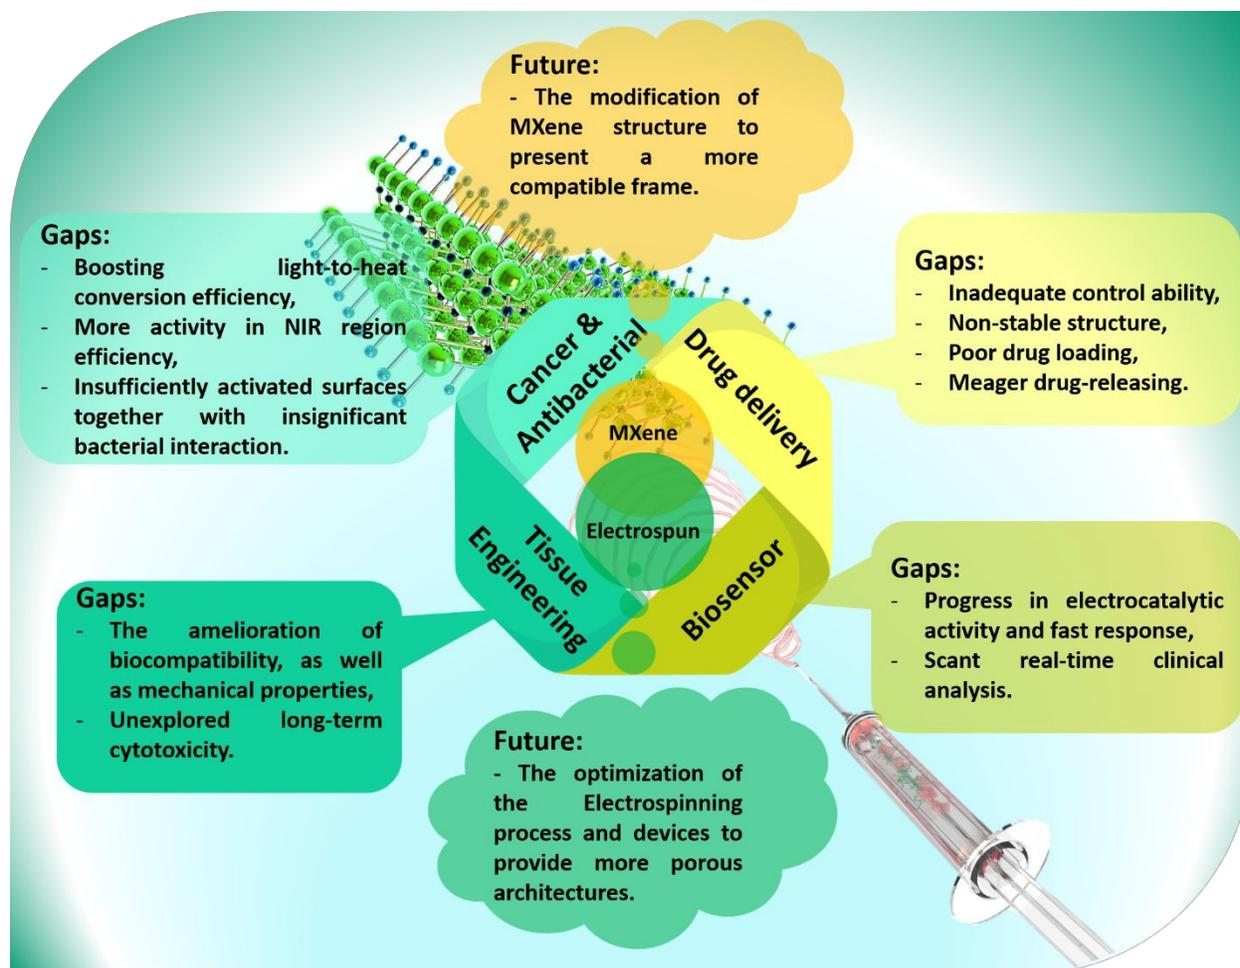 Future:
- The modification of
MXene structure to
present a more
compatible frame.
Gaps:
- Boosting light-to-heat
conversion efficiency,
- More activity in NIR region
efficiency,
- Insufficiently activated surfaces
together with insignificant
bacterial interaction.
Gaps:
- Inadequate control ability,
- Non-stable structure,
- Poor drug loading,
- Meager drug-releasing.
Cancer &
Antibacterial
Drug delivery
MXene
Electrospun
Tissue
Engineering
Biosensor
Gaps:
- The amelioration of
biocompatibility, as well
as mechanical properties,
- Unexplored long-term
cytotoxicity.
Gaps:
- Progress in electrocatalytic
activity and fast response,
- Scant real-time clinical
analysis.
Future:
- The optimization of
the Electrospinning
process and devices to
provide more porous
architectures.